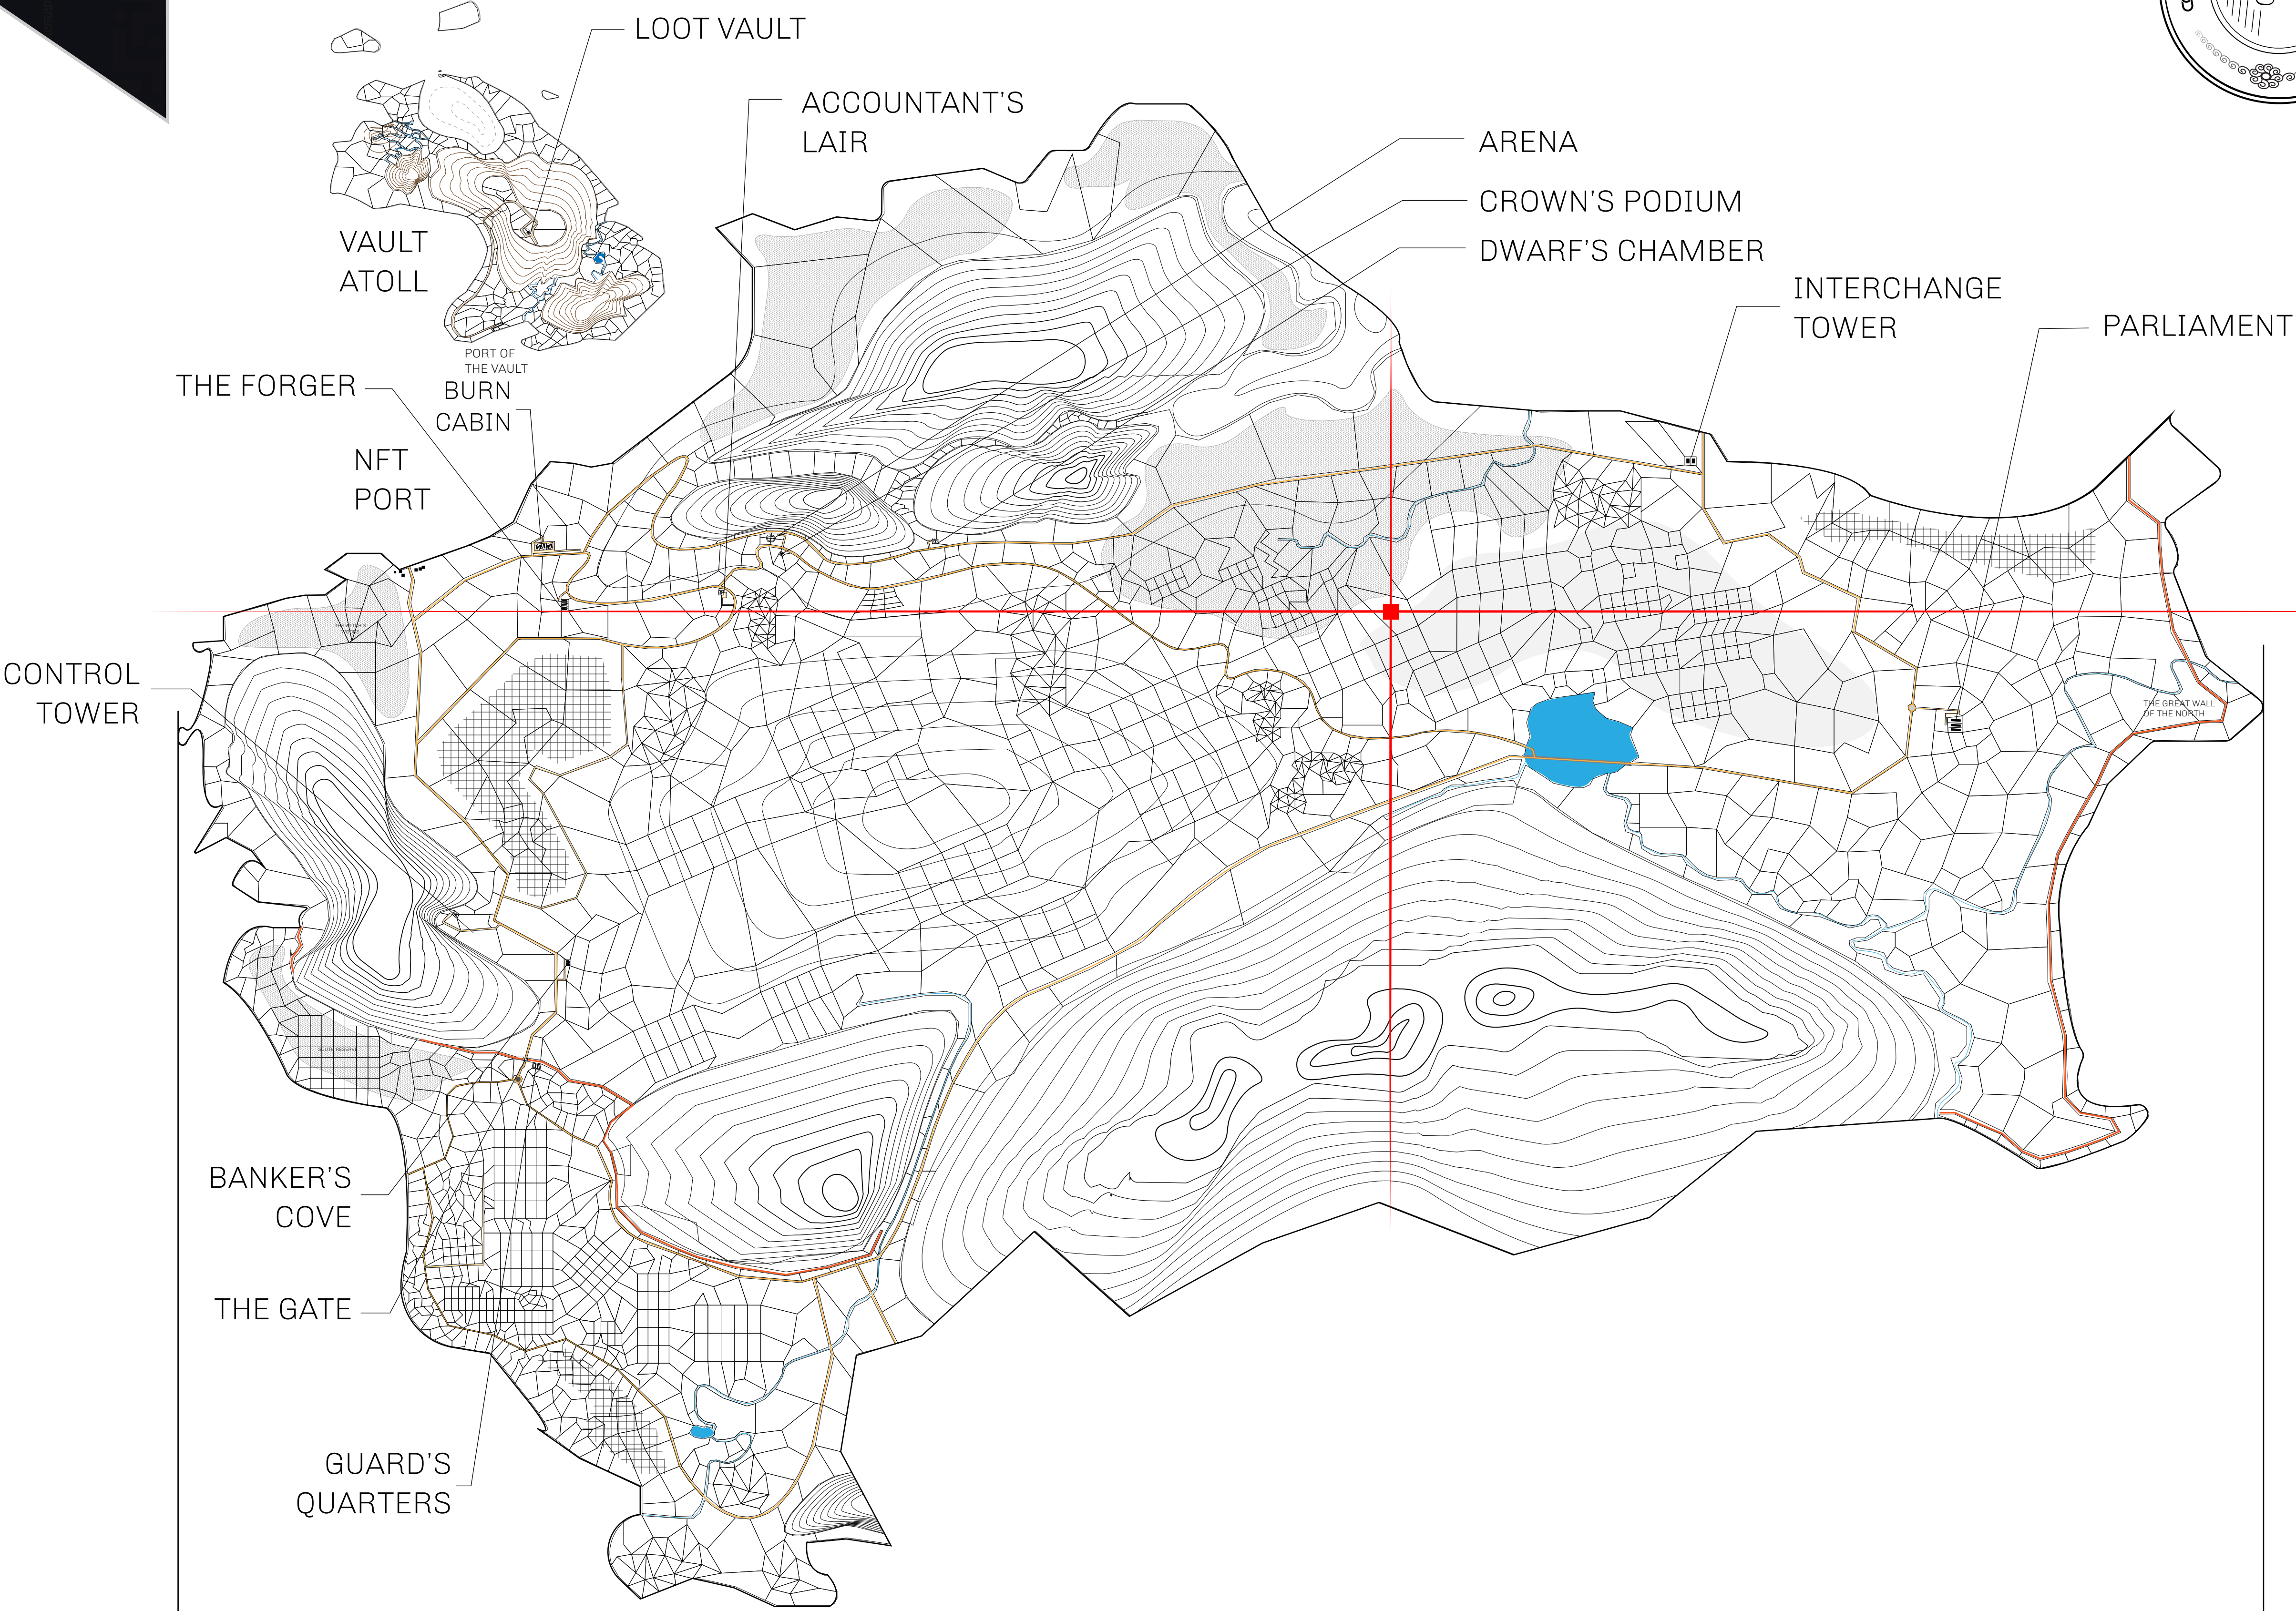 LOOT VAULT
ACCOUNTANT'S
LAIR
ARENA
CROWN'S PODIUM
DWARF'S CHAMBER
VAULT
ATOLL
INTERCHANGE
TOWER
PARLIAMENT
PORT OF
THE VAULT
THE FORGER
BURN
CABIN
NFT
PORT
CONTROL
TOWER
THE GREAT WALL
OF THE NORTH
SOUTH RESERVE
BANKER'S
COVE
THE GATE
GUARD'S
QUARTERS